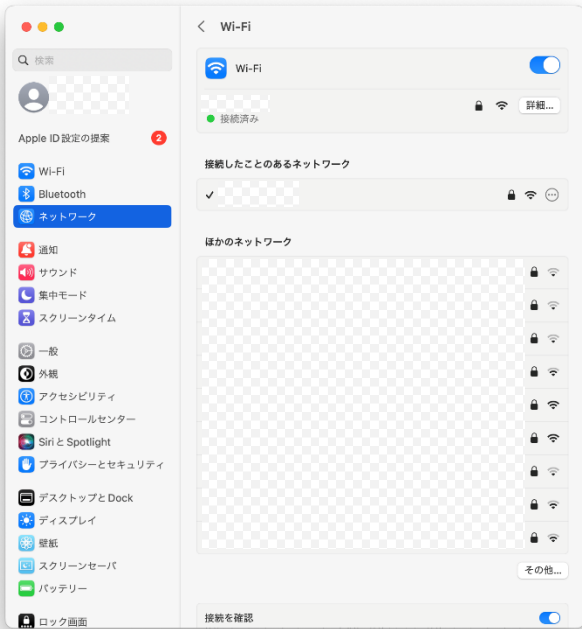 Wi-Fi
検索
Apple ID 設定の提案
2
Wi-Fi
Bluetooth
ネットワーク
通知
サウンド
集中モード
スクリーンタイム
一般
外観
アクセシビリティ
コントロールセンター
Siri と Spotlight
プライバシーとセキュリティ
デスクトップと Dock
ディスプレイ
壁紙
スクリーンセーバ
バッテリー
ロック画面
Wi-Fi
接続済み
詳細...
接続したことのあるネットワーク
ほかのネットワーク
その他...
接続を確認